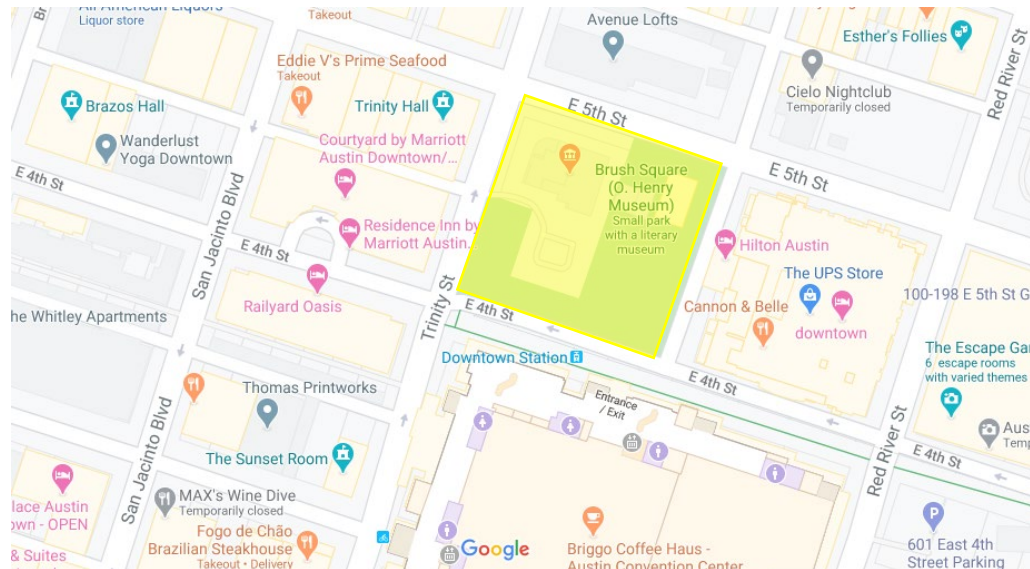 All American Liquors
Liquor store
Takeout
Avenue Lofts
Esther's Follies
Red River St
Eddie V's Prime Seafood
Takeout
Cielo Nightclub
Temporarily closed
Brazos Hall
Trinity Hall
E 5th St
Wanderlust
Yoga Downtown
Courtyard by Marriott
Austin Downtown/...
E 4th St
San Jacinto Blvd
Brush Square
(O. Henry
Museum)
Small park
with a literary
museum
E 5th St
Residence Inn by
Marriott Austin...
E 4th St
Hilton Austin
The UPS Store
Railyard Oasis
Trinity St
E 4th St
Cannon & Belle
downtown
100-198 E 5th St G
he Whitley Apartments
Downtown Station
The Escape Ga
6 escape rooms
with varied themes
E 4th St
Thomas Printworks
Entrance
/ Exit
Aus
Temp
The Sunset Room
San Jacinto Blvd
Red River St
E 4th St
lace Austin
own - OPEN
MAX's Wine Dive
Temporarily closed
Fogo de Chão
Brazilian Steakhouse
Takeout • Delivery
& Suites
Google
Briggo Coffee Haus -
Austin Convention Center
P
601 East 4th
Street Parking